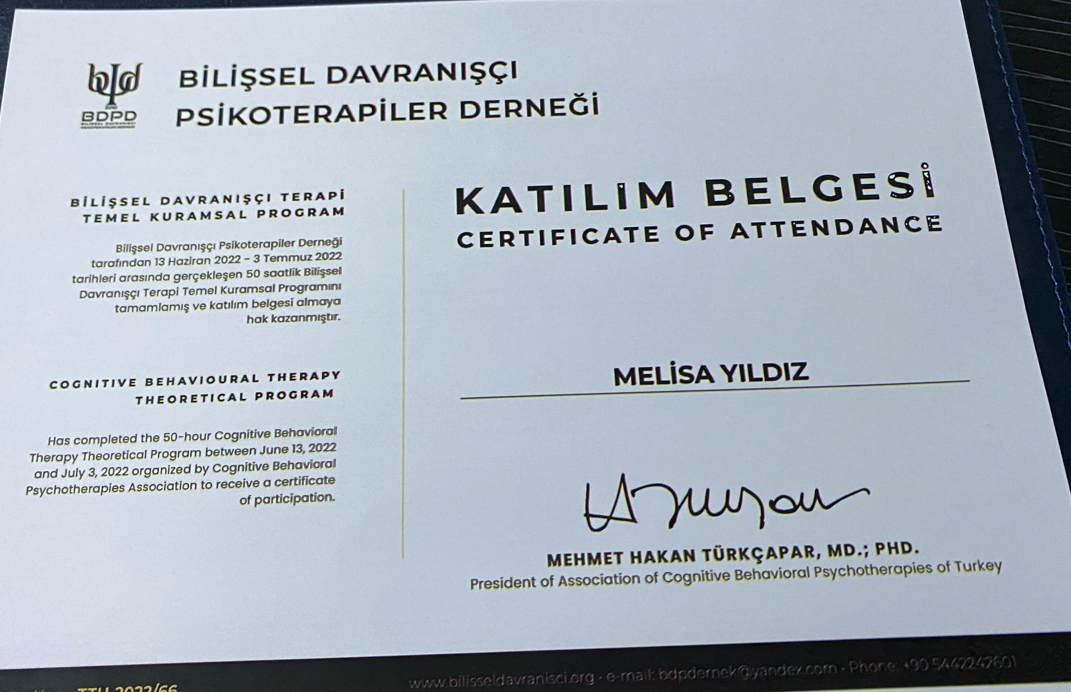 BDPD
BİLİŞSEL DAVRANIŞÇI
PSİKOTERAPİLER DERNEĞİ
BİLİŞSEL DAVRANIŞÇI TERAPİ
TEMEL KURAMSAL PROGRAM
Bilişsel Davranışçı Psikoterapiler Derneği
tarafından 13 Haziran 2022 - 3 Temmuz 2022
tarihleri arasında gerçekleşen 50 saatlik Bilişsel
Davranışçı Terapi Temel Kuramsal Programını
tamamlamış ve katılım belgesi almaya
hak kazanmıştır.
COGNITIVE BEHAVIOURAL THERAPY
THEORETICAL PROGRAM
Has completed the 50-hour Cognitive Behavioral
Therapy Theoretical Program between June 13, 2022
and July 3, 2022 organized by Cognitive Behavioral
Psychotherapies Association to receive a certificate
of participation.
KATILIM BELGESİ
CERTIFICATE OF ATTENDANCE
MELİSA YILDIZ
MEHMET HAKAN TÜRKÇAPAR, MD.; PHD.
President of Association of Cognitive Behavioral Psychotherapies of Turkey
www.bilisseldavranisci.org - e-mail: bdpdernek@yandex.com - Phone: +90 5442242601